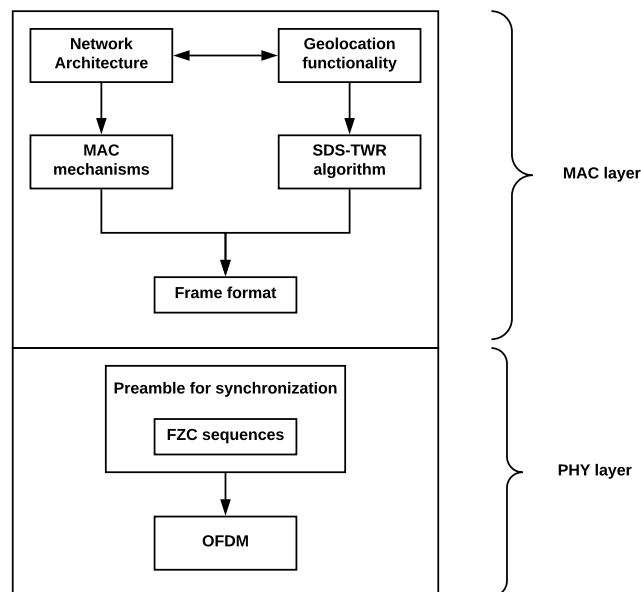 Network
Architecture
Geolocation
functionality
MAC
mechanisms
SDS-TWR
algorithm
MAC layer
Frame format
Preamble for synchronization
FZC sequences
PHY layer
OFDM